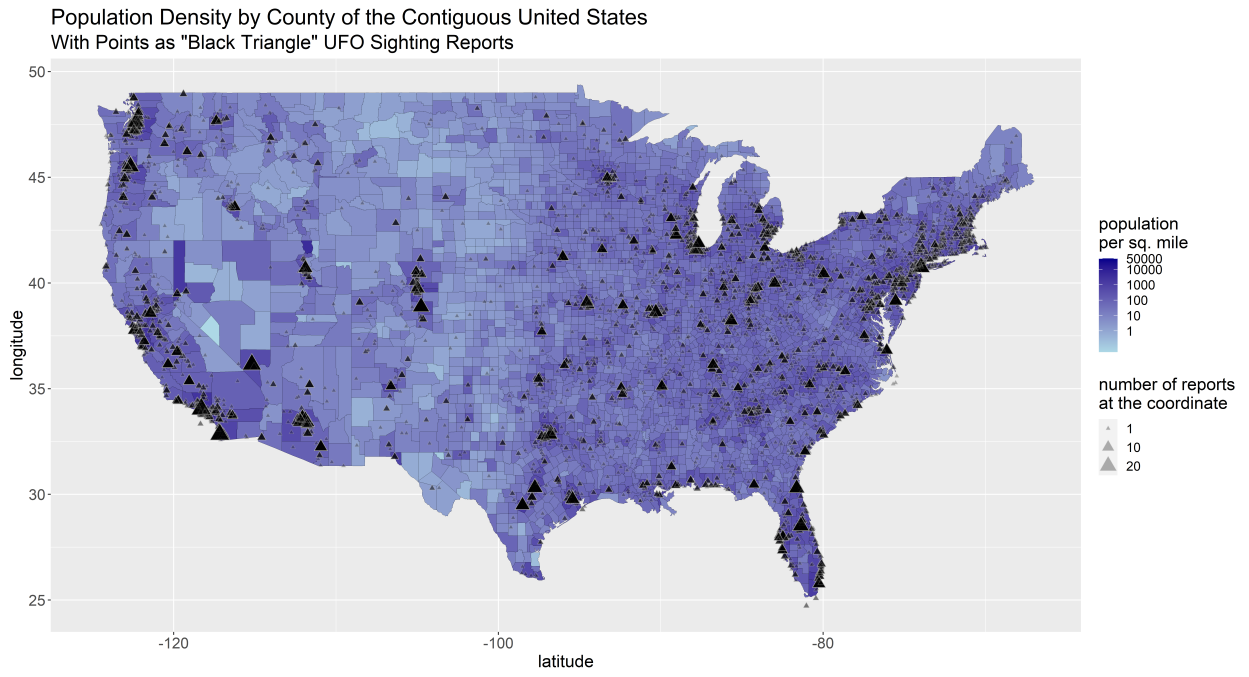 Population Density by County of the Contiguous United States
With Points as "Black Triangle" UFO Sighting Reports
50
45
40
35
30
25
longitude
-120
-100
-80
latitude
population
per sq. mile
50000
10000
1000
100
10
1
number of reports
at the coordinate
1
10
20